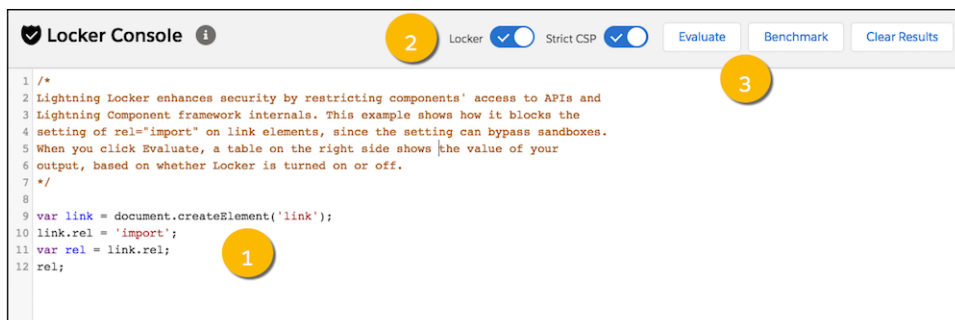 Locker Console i 2 Locker Strict CSP Evaluate Benchmark Clear Results
3
1 /*
2 Lightning Locker enhances security by restricting components' access to APIs and
3 Lightning Component framework internals. This example shows how it blocks the
4 setting of rel="import" on link elements, since the setting can bypass sandboxes.
5 When you click Evaluate, a table on the right side shows the value of your
6 output, based on whether Locker is turned on or off.
7 */
8
9 var link = document.createElement('link');
10 link.rel = 'import';
11 var rel = link.rel;
1
12 rel;